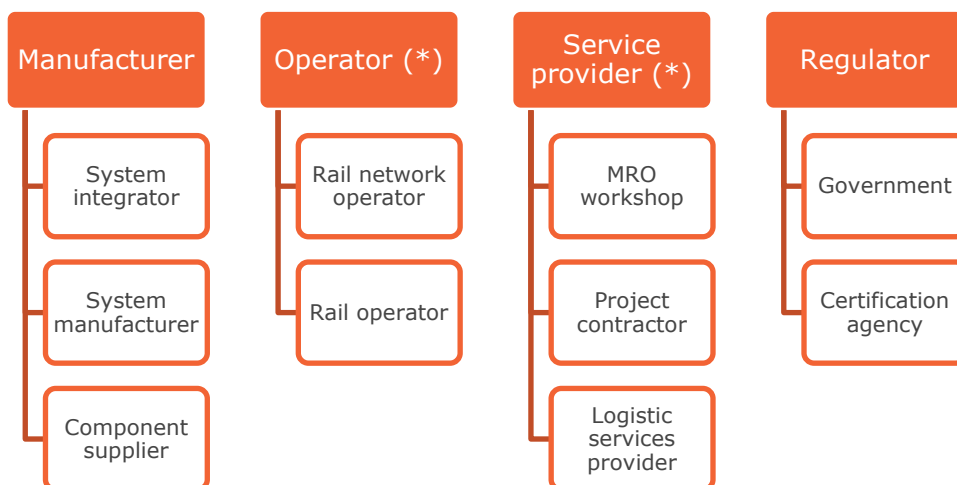 Manufacturer
System
integrator
System
manufacturer
Component
supplier
Operator (*)
Rail network
operator
Rail operator
Service
provider (*)
MRO
workshop
Project
contractor
Logistic
services
provider
Regulator
Government
Certification
agency